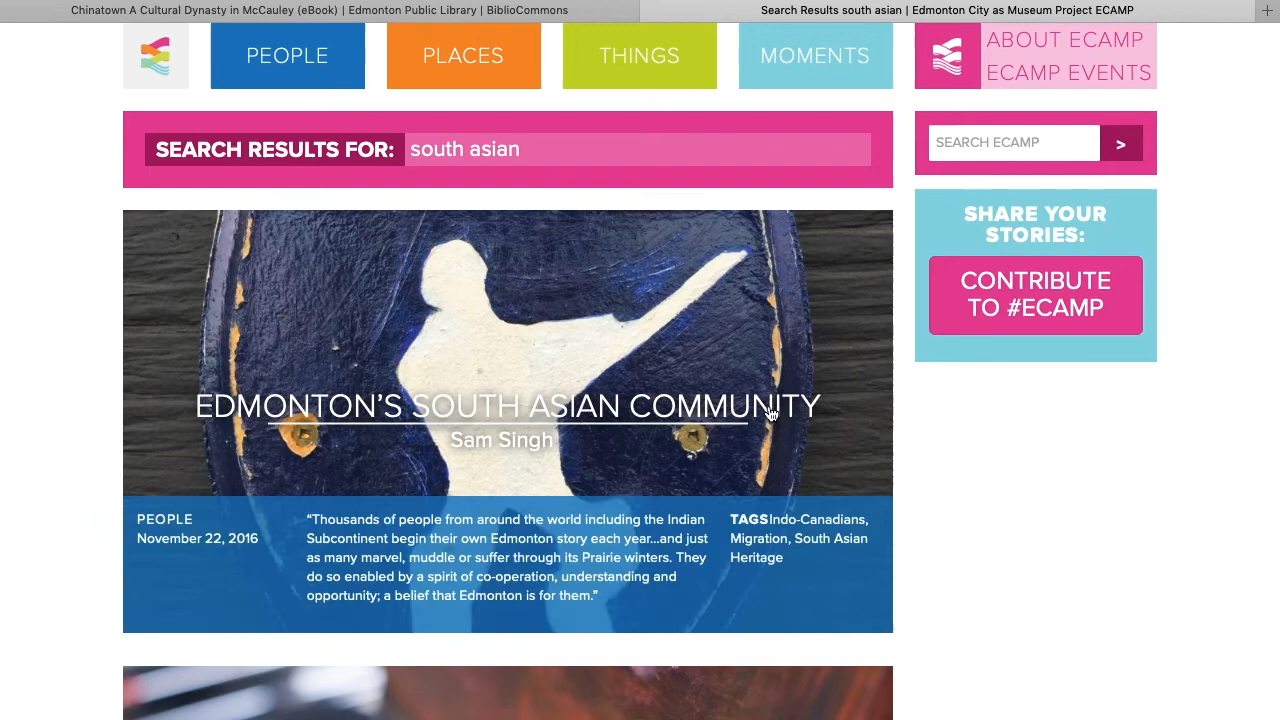 Chinatown A Cultural Dynasty in McCauley (eBook) | Edmonton Public Library | BiblioCommons
Search Results south asian | Edmonton City as Museum Project ECAMP
PEOPLE
PLACES
THINGS
MOMENTS
ABOUT ECAMP
ECAMP EVENTS
SEARCH RESULTS FOR: south asian
SEARCH ECAMP >
SHARE YOUR
STORIES:
CONTRIBUTE
TO #ECAMP
EDMONTON'S SOUTH ASIAN COMMUNITY
Sam Singh
PEOPLE
November 22, 2016
“Thousands of people from around the world including the Indian
Subcontinent begin their own Edmonton story each year…and just
as many marvel, muddle or suffer through its Prairie winters. They
do so enabled by a spirit of co-operation, understanding and
opportunity; a belief that Edmonton is for them.”
TAGSIndo-Canadians,
Migration, South Asian
Heritage